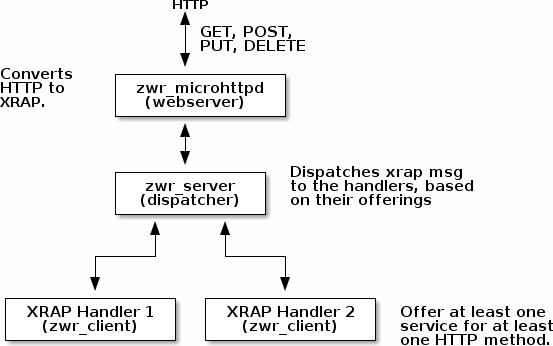 HTTP
GET, POST,
PUT, DELETE
Converts
HTTP to
XRAP.
zwr_microhttpd
(webserver)
zwr_server
(dispatcher)
Dispatches xrap msg
to the handlers, based
on their offerings
XRAP Handler 1
(zwr_client)
XRAP Handler 2
(zwr_client)
Offer at least one
service for at least
one HTTP method.